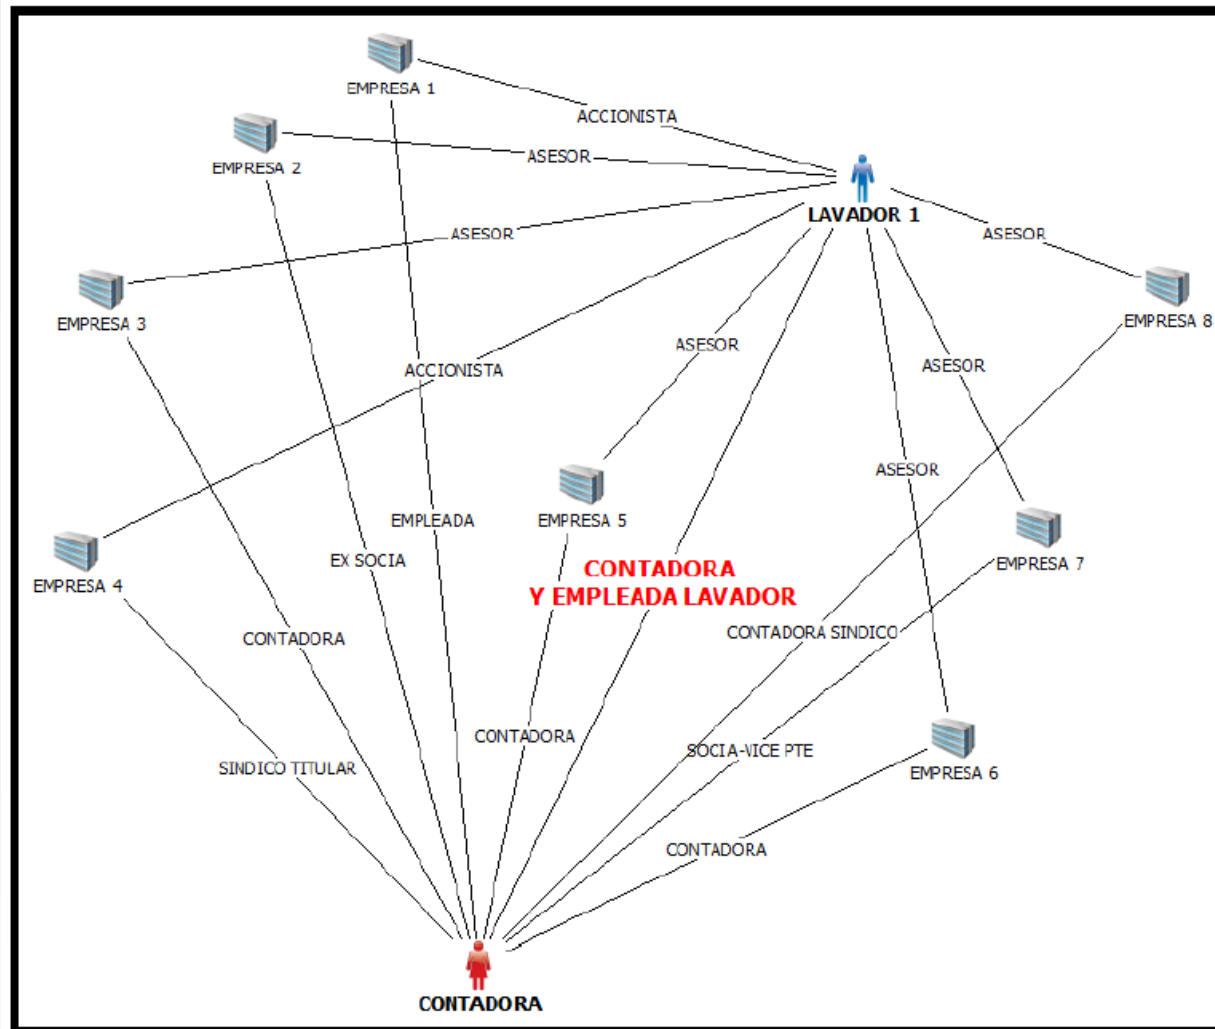 EMPRESA 1
ACCIONISTA
ASESOR
EMPRESA 2
LAVADOR 1
ASESOR
ASESOR
EMPRESA 3
EMPRESA 8
ASESOR
ACCIONISTA
ASESOR
ASESOR
EMPLEADA
EMPRESA 5
EX SOCIA
EMPRESA 7
CONTADORA
Y EMPLEADA LAVADOR
EMPRESA 4
CONTADORA SINDICO
CONTADORA
CONTADORA
SOCIA-VICE PTE
SINDICO TITULAR
EMPRESA 6
CONTADORA
CONTADORA